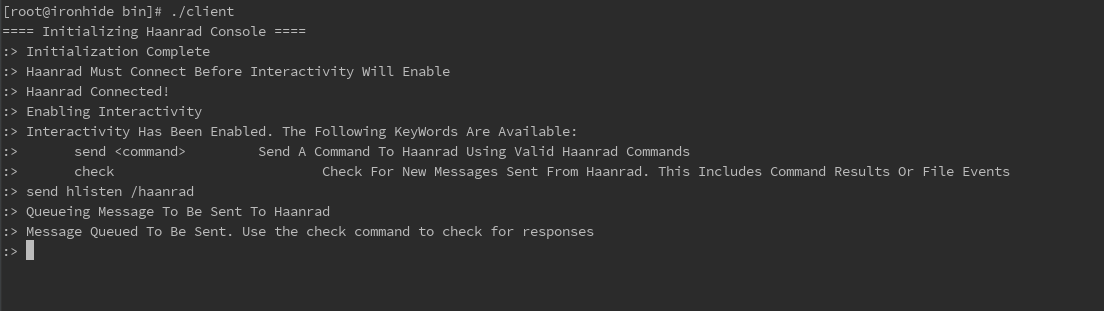 [root@ironhide bin]# ./client
==== Initializing Haanrad Console ====
:> Initialization Complete
:> Haanrad Must Connect Before Interactivity Will Enable
:> Haanrad Connected!
:> Enabling Interactivity
:> Interactivity Has Been Enabled. The Following KeyWords Are Available:
:>       send <command>         Send A Command To Haanrad Using Valid Haanrad Commands
:>       check                          Check For New Messages Sent From Haanrad. This Includes Command Results Or File Events
:> send hlisten /haanrad
:> Queueing Message To Be Sent To Haanrad
:> Message Queued To Be Sent. Use the check command to check for responses
:>